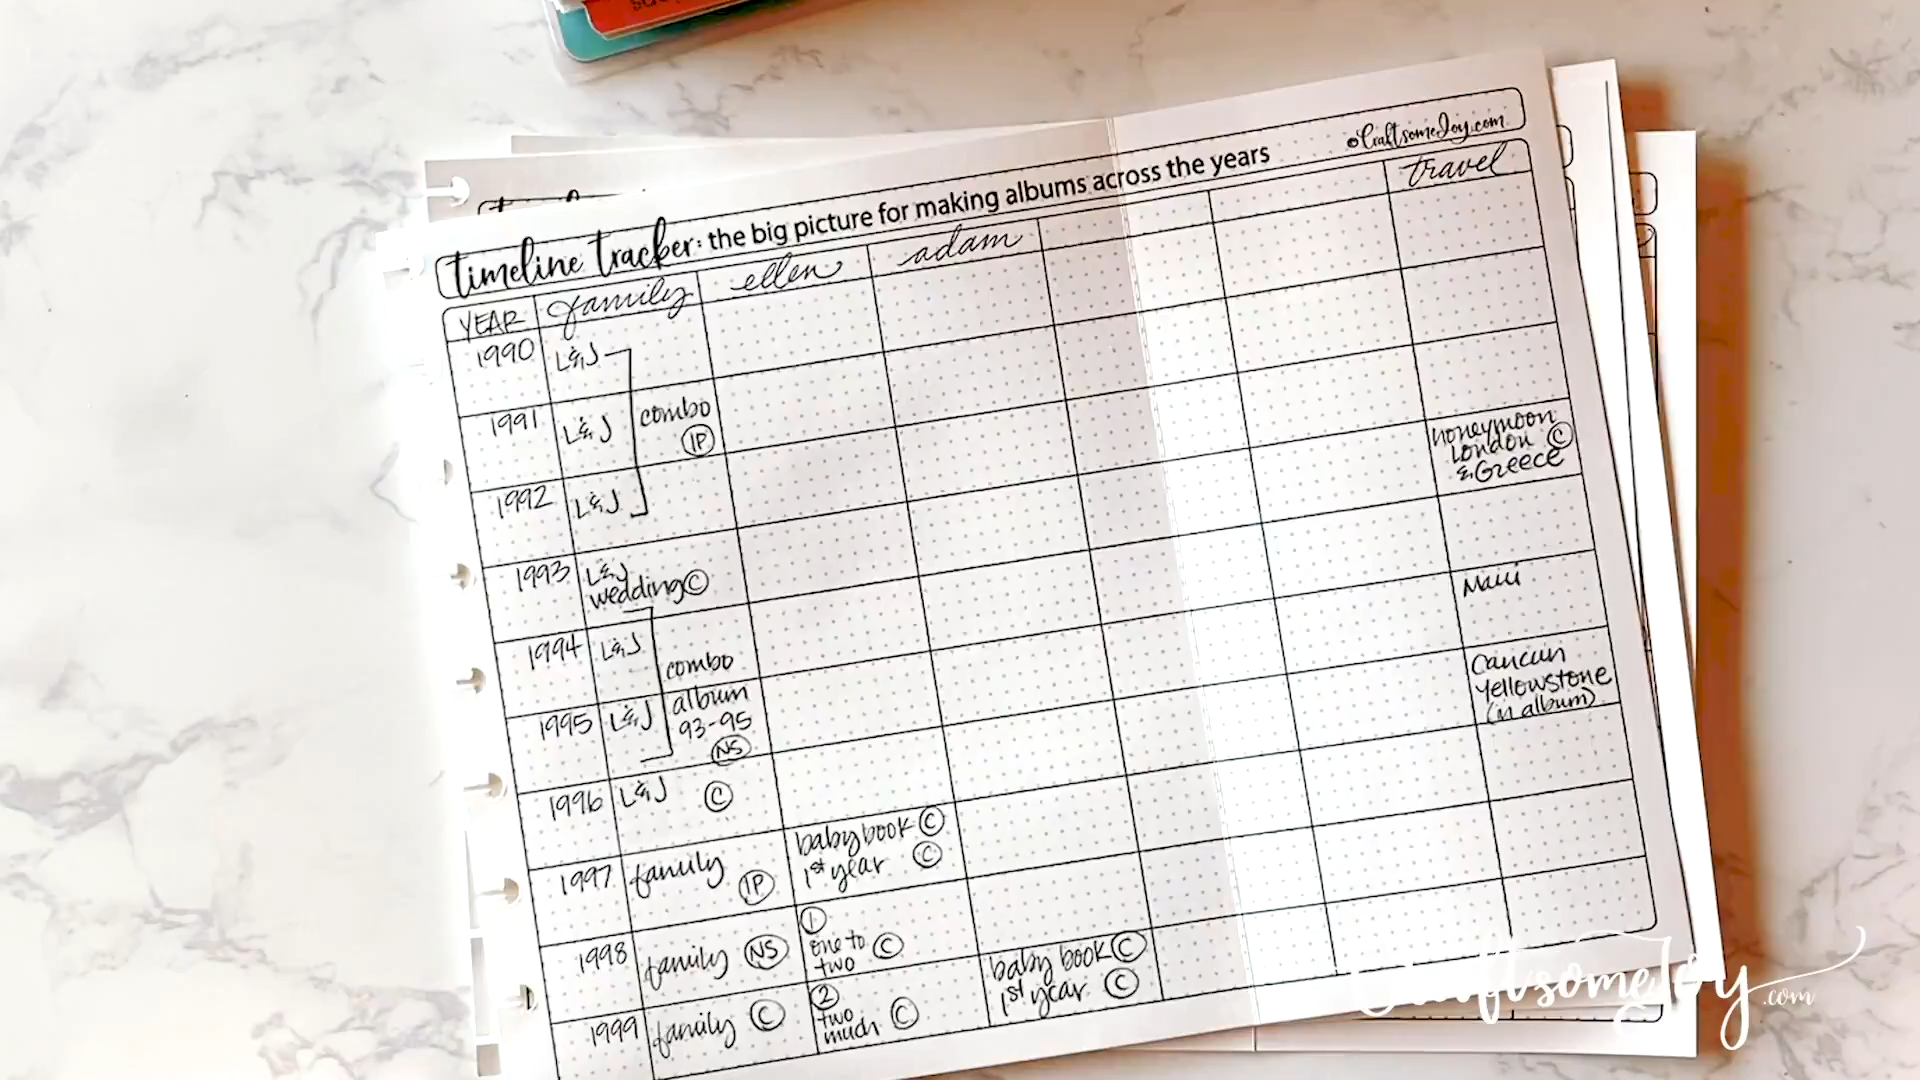 timeline tracker: the big picture for making albums across the years
©CraftsomeJoy.com
YEAR family ellen adam travel
1990 L&J
1991 L&J combo
IP
1992 L&J
1993 L&J
wedding C
honeymoon
London C
& Greece
1994 L&J
combo
album
93-95
NS
1995 L&J
Maui
1996 L&J C
Cancun
Yellowstone
(in album)
1997 family IP
baby book C
1st year C
1998 family NS
1
one to
two C
1999 family C
2
two
much C
baby book C
1st year C
CraftsomeJoy.com